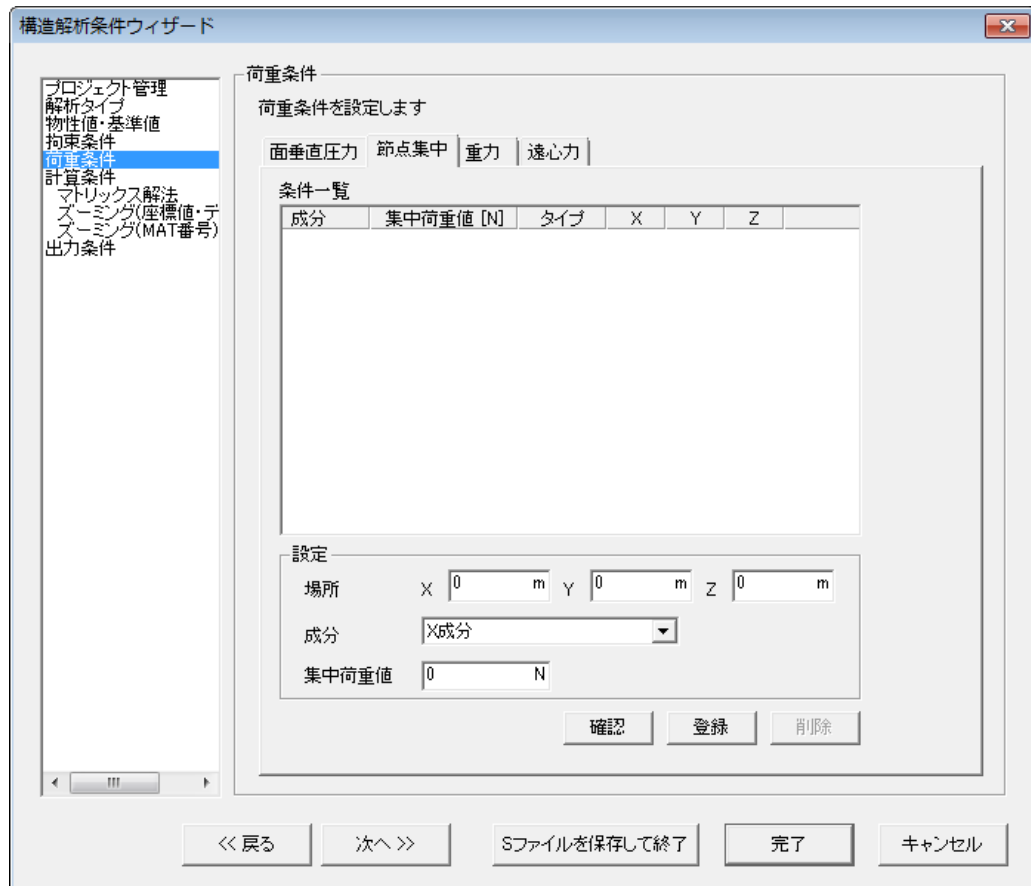 構造解析条件ウィザード
プロジェクト管理
解析タイプ
物性値・基準値
拘束条件
荷重条件
計算条件
マトリックス解法
ズーミング(座標値・デ
ズーミング(MAT番号)
出力条件
荷重条件
荷重条件を設定します
面垂直圧力 節点集中 重力 遠心力
条件一覧
成分 集中荷重値 [N] タイプ X Y Z
設定
場所 X 0 m Y 0 m Z 0 m
成分 X成分
集中荷重値 0 N
確認 登録 削除
<< 戻る 次へ >> Sファイルを保存して終了 完了 キャンセル